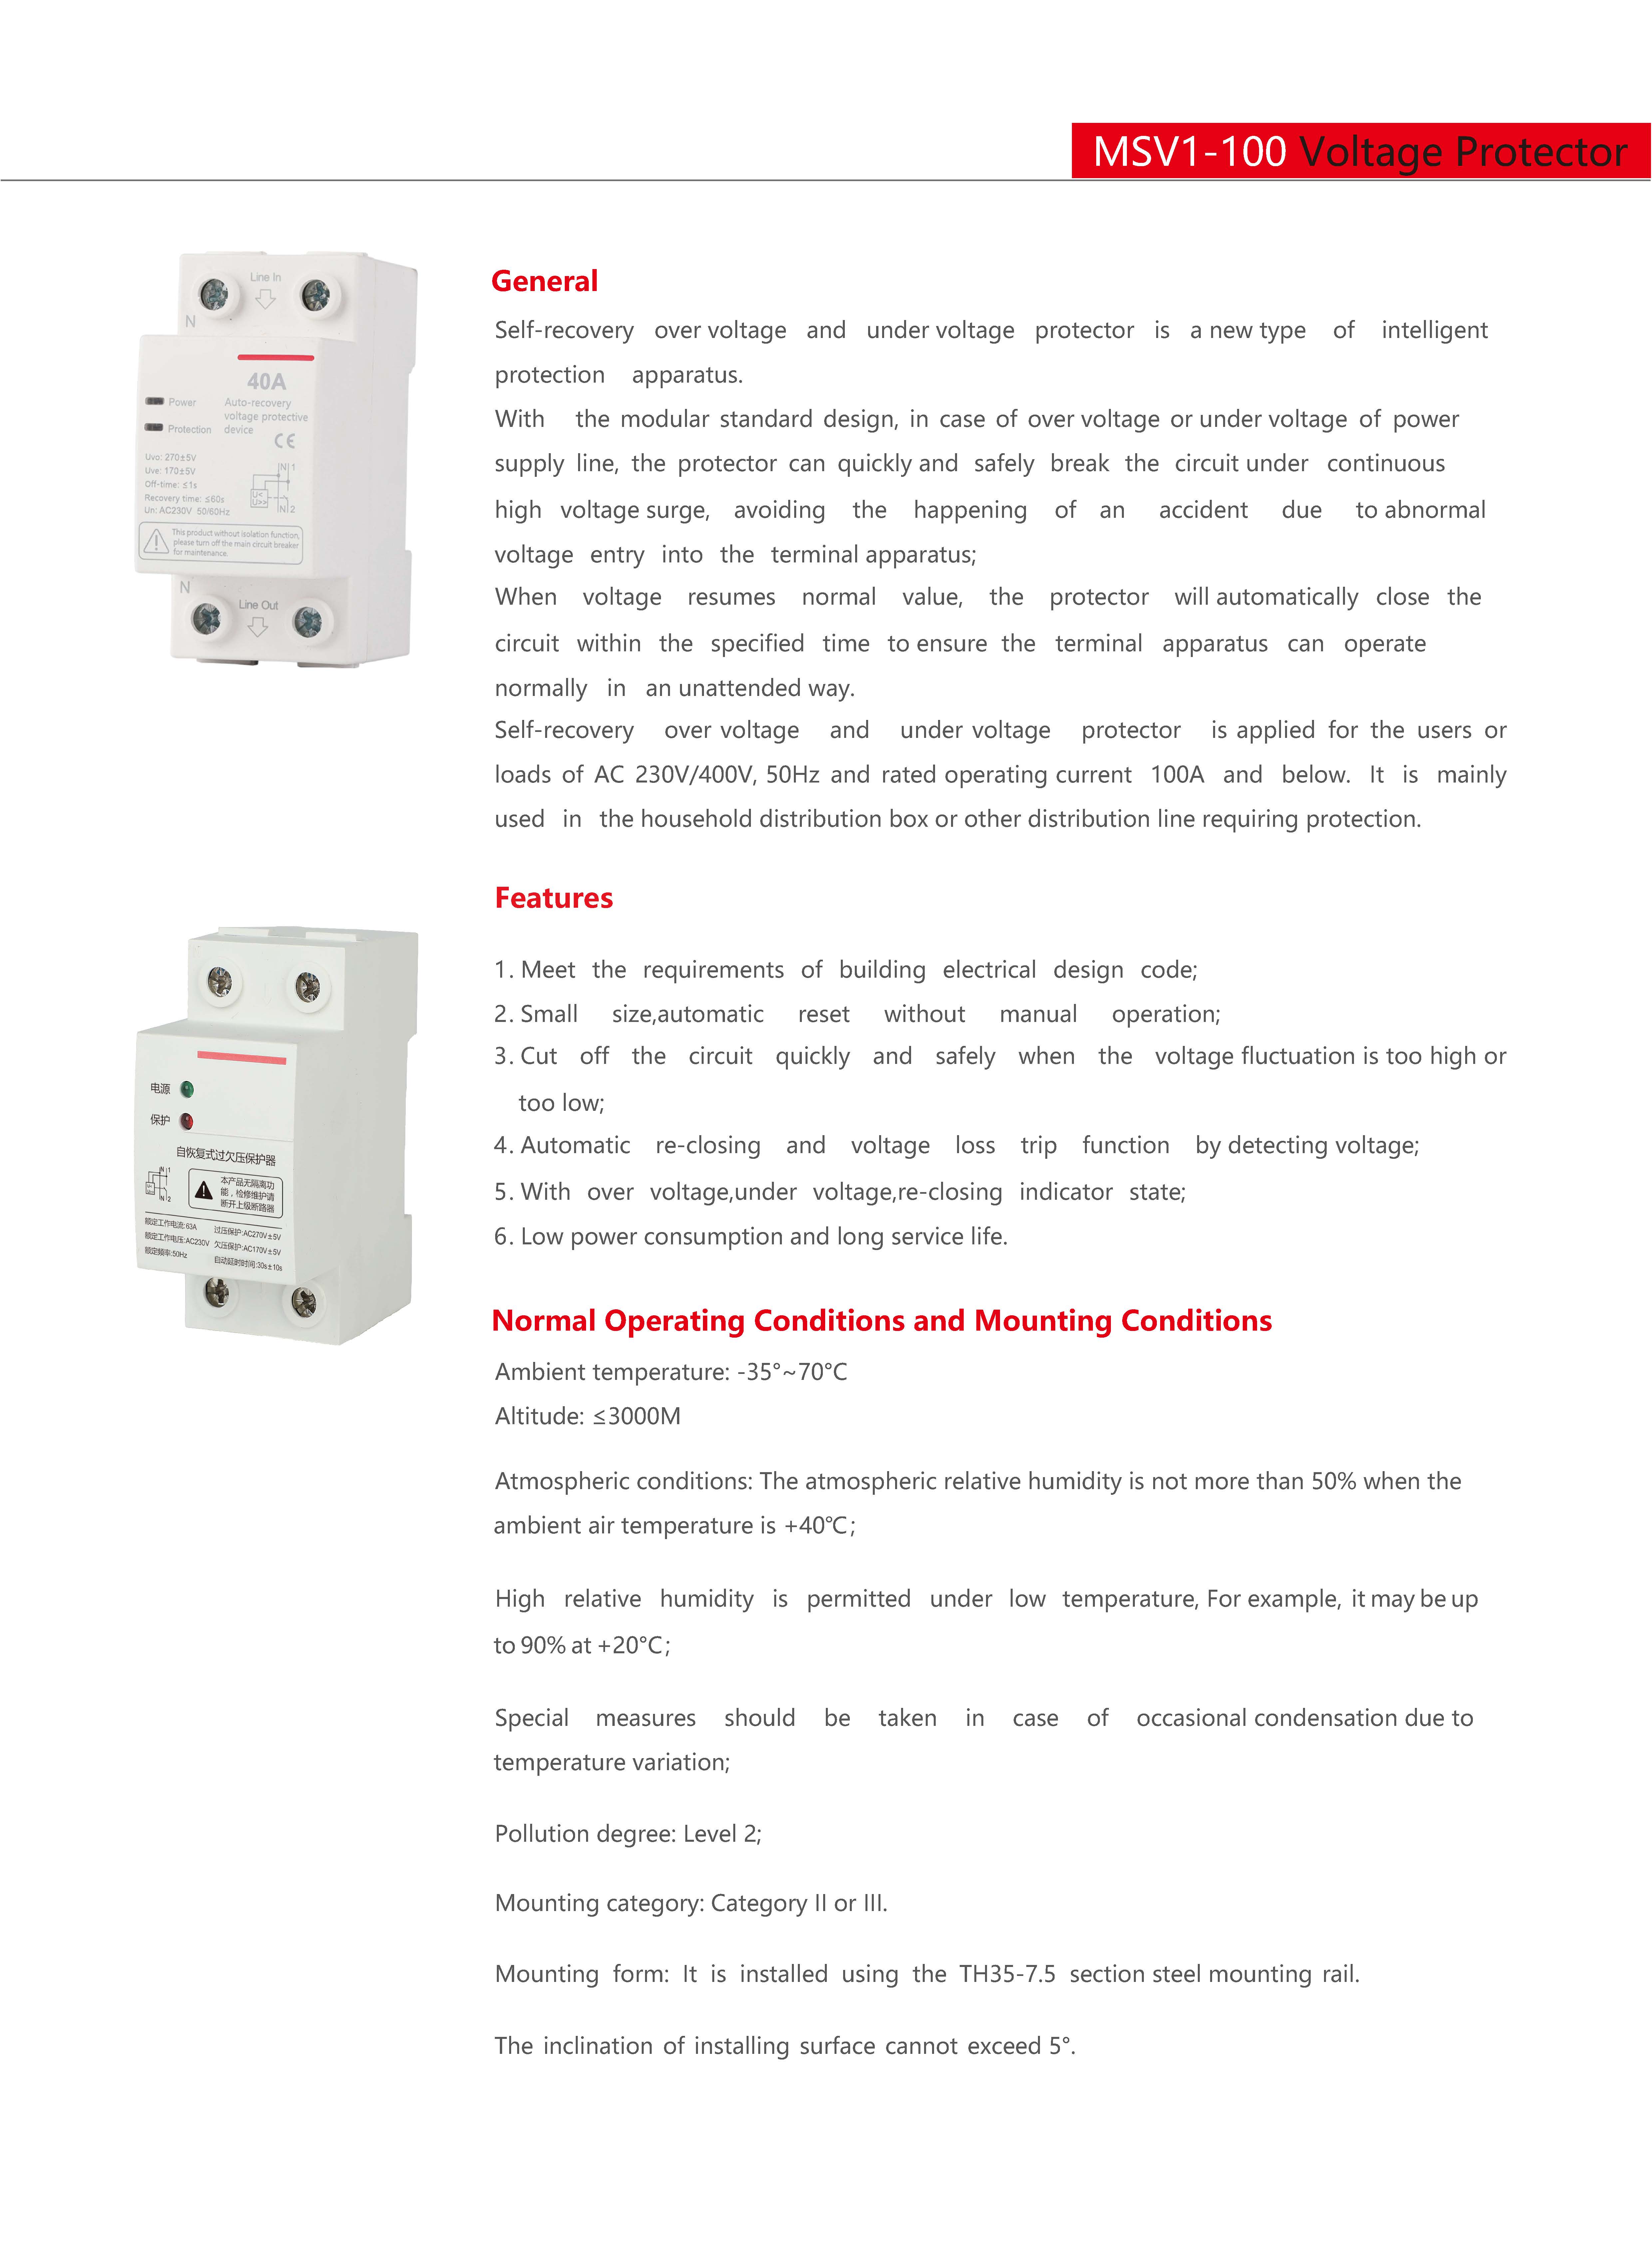 MSV1-100 Voltage Protector
Line In
N
40A
Power
Auto-recovery
voltage protective
Protection
device
CE
Uvo: 270±5V
Uve: 170±5V
Off-time: ≤1s
Recovery time: ≤60s
Un: AC230V 50/60Hz
N 1
U<
U>>
N 2
This product without isolation function,
please turn off the main circuit breaker
for maintenance.
N
Line Out
General
Self-recovery over voltage and under voltage protector is a new type of intelligent
protection apparatus.
With the modular standard design, in case of over voltage or under voltage of power
supply line, the protector can quickly and safely break the circuit under continuous
high voltage surge, avoiding the happening of an accident due to abnormal
voltage entry into the terminal apparatus;
When voltage resumes normal value, the protector will automatically close the
circuit within the specified time to ensure the terminal apparatus can operate
normally in an unattended way.
Self-recovery over voltage and under voltage protector is applied for the users or
loads of AC 230V/400V, 50Hz and rated operating current 100A and below. It is mainly
used in the household distribution box or other distribution line requiring protection.
电源
保护
自恢复式过欠压保护器
N 1
N 2
本产品无隔离功
能，检修维护请
断开上级断路器
额定工作电流:63A 过压保护:AC270V±5V
额定工作电压:AC230V 欠压保护:AC170V±5V
额定频率:50Hz 自动延时时间:30s±10s
Features
1. Meet the requirements of building electrical design code;
2. Small size,automatic reset without manual operation;
3. Cut off the circuit quickly and safely when the voltage fluctuation is too high or
too low;
4. Automatic re-closing and voltage loss trip function by detecting voltage;
5. With over voltage,under voltage,re-closing indicator state;
6. Low power consumption and long service life.
Normal Operating Conditions and Mounting Conditions
Ambient temperature: -35°~70°C
Altitude: ≤3000M
Atmospheric conditions: The atmospheric relative humidity is not more than 50% when the
ambient air temperature is +40℃;
High relative humidity is permitted under low temperature, For example, it may be up
to 90% at +20°C;
Special measures should be taken in case of occasional condensation due to
temperature variation;
Pollution degree: Level 2;
Mounting category: Category II or III.
Mounting form: It is installed using the TH35-7.5 section steel mounting rail.
The inclination of installing surface cannot exceed 5°.